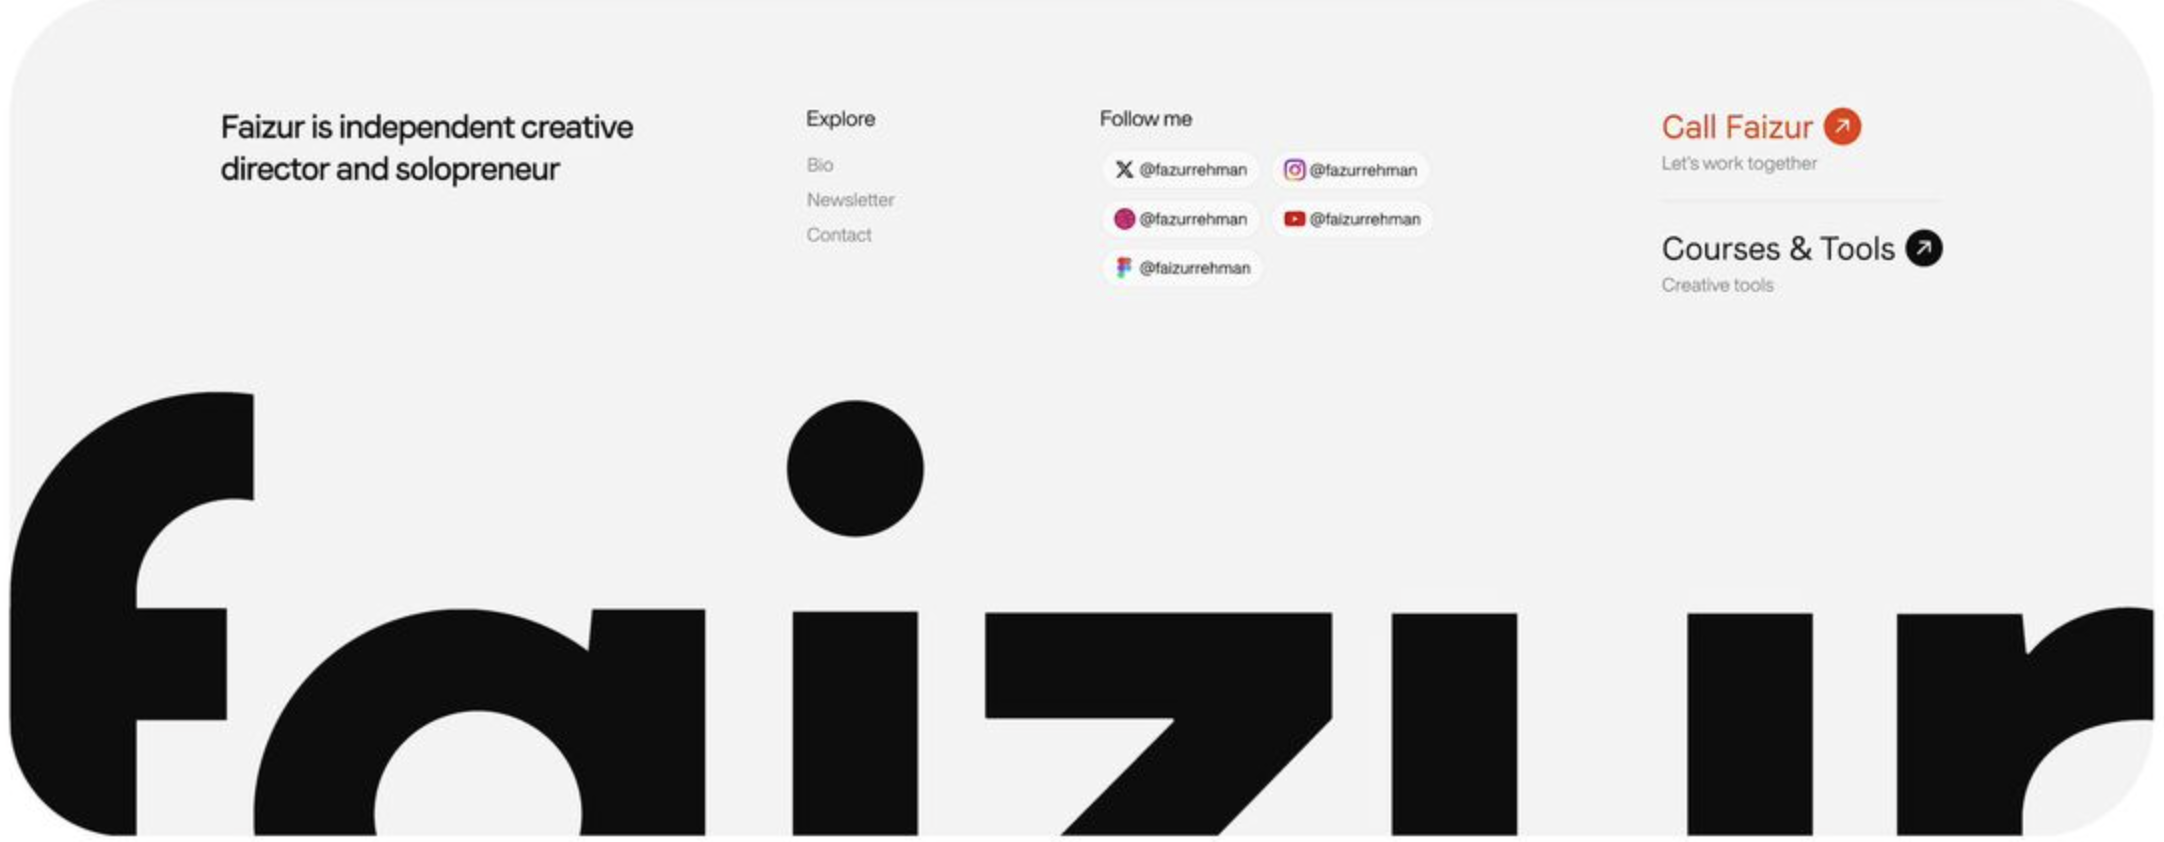 Faizur is independent creative
director and solopreneur
Explore
Bio
Newsletter
Contact
Follow me
@fazurrehman
@fazurrehman
@fazurrehman
@faizurrehman
@faizurrehman
Call Faizur
Let's work together
Courses & Tools
Creative tools
faizur